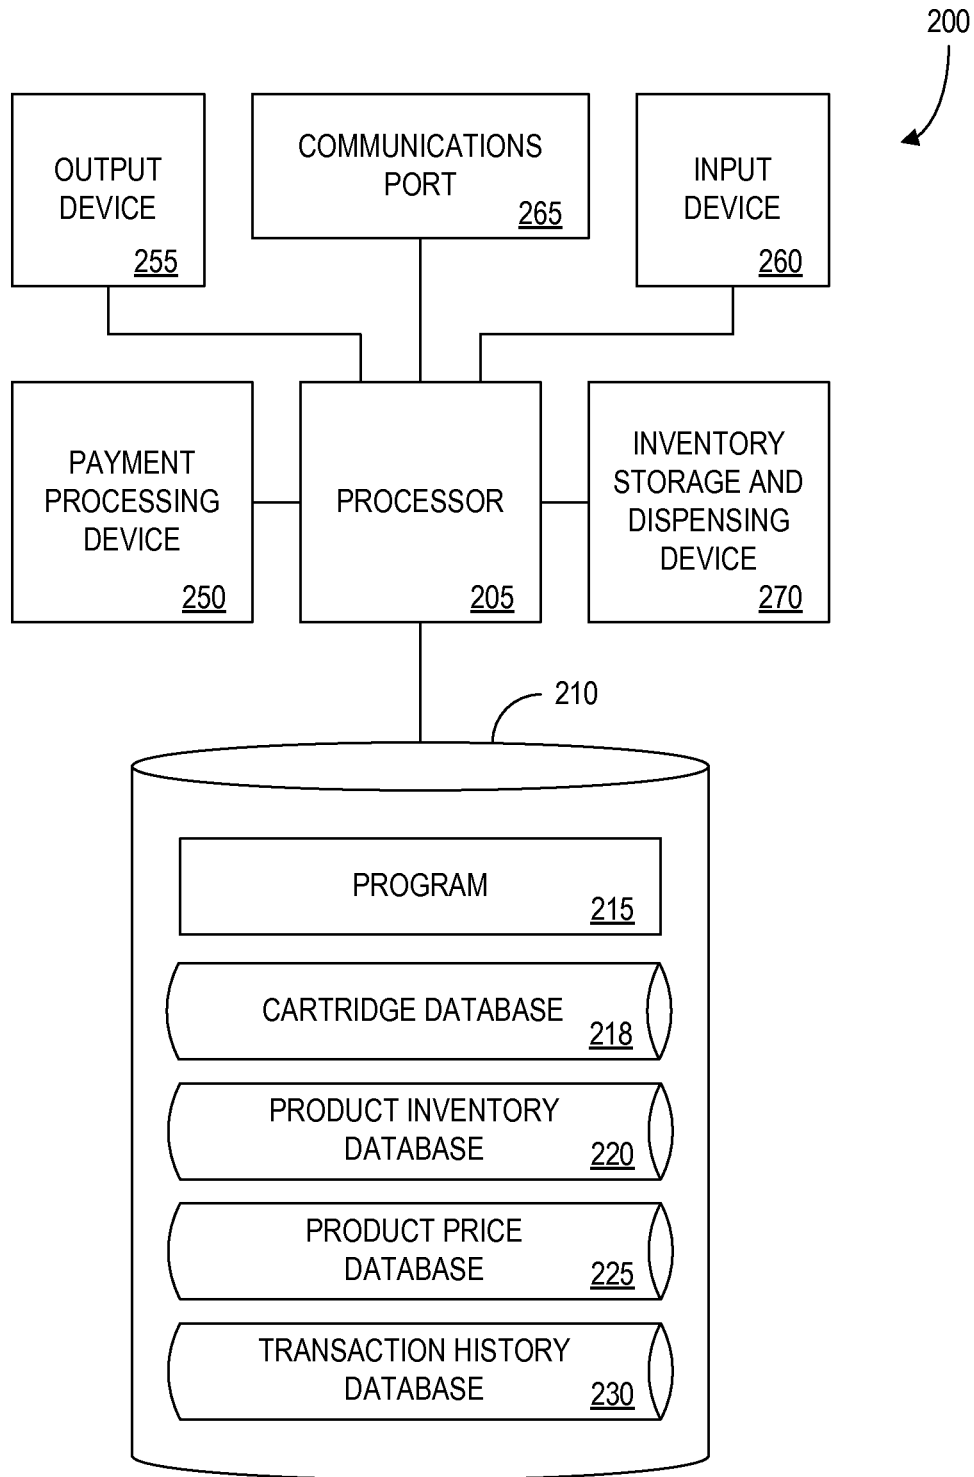 200
OUTPUT
DEVICE
255
COMMUNICATIONS
PORT
265
INPUT
DEVICE
260
PAYMENT
PROCESSING
DEVICE
250
PROCESSOR
205
INVENTORY
STORAGE AND
DISPENSING
DEVICE
270
210
PROGRAM
215
CARTRIDGE DATABASE
218
PRODUCT INVENTORY
DATABASE
220
PRODUCT PRICE
DATABASE
225
TRANSACTION HISTORY
DATABASE
230